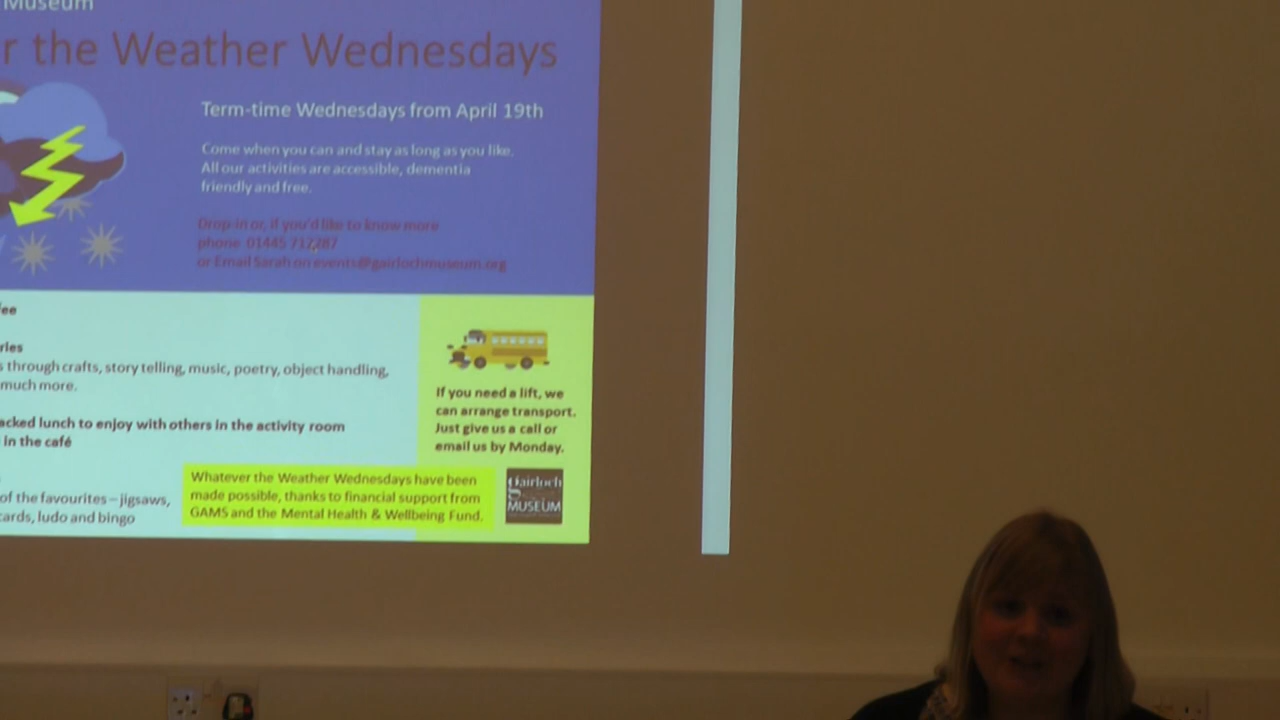 Museum
r the Weather Wednesdays
Term-time Wednesdays from April 19th
Come when you can and stay as long as you like.
All our activities are accessible, dementia
friendly and free.
Drop-in or, if you'd like to know more
phone 01445 712287
or Email Sarah on events@gairlochmuseum.org
ee
ries
s through crafts, story telling, music, poetry, object handling,
much more.
acked lunch to enjoy with others in the activity room
in the café
of the favourites – jigsaws,
cards, ludo and bingo
If you need a lift, we
can arrange transport.
Just give us a call or
email us by Monday.
Whatever the Weather Wednesdays have been
made possible, thanks to financial support from
GAMS and the Mental Health & Wellbeing Fund.
Gairloch
MUSEUM